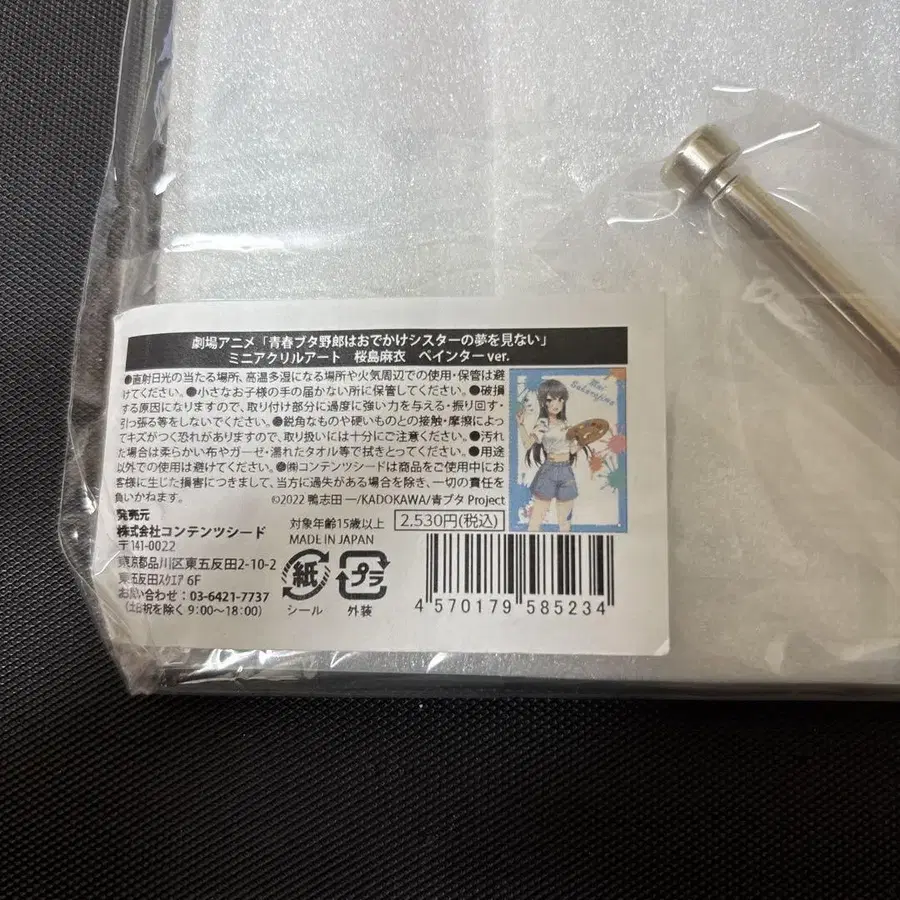 劇場アニメ「青春ブタ野郎はおでかけシスターの夢を見ない」
ミニアクリルアート　桜島麻衣　ペインターver.
●直射日光の当たる場所、高温多湿になる場所や火気周辺での使用・保管は避
けてください。●小さなお子様の手の届かない所に保管してください。●破損
する原因になりますので、取り付け部分に過度に強い力を与える・振り回す・
引っ張る等をしないでください。●鋭角なものや硬いものとの接触・摩擦によっ
てキズがつく恐れがありますので、取り扱いには十分にご注意ください。●汚れ
た場合は柔らかい布やガーゼ・濡れたタオル等で拭きとってください。●用途
以外での使用は避けてください。●㈱コンテンツシードは商品をご使用中にお
客様に生じた損害につきまして、当方に過失がある場合を除き、一切の責任を
負いかねます。
©2022 鴨志田 一/KADOKAWA/青ブタ Project
Mai
Sakurajima
発売元
株式会社コンテンツシード
〒141-0022
東京都品川区東五反田2-10-2
東五反田スクエア 6F
お問い合わせ：03-6421-7737
(土日祝を除く 9:00～18:00)
対象年齢15歳以上
MADE IN JAPAN
2,530円(税込)
紙
シール
プラ
外装
4 570179 585234